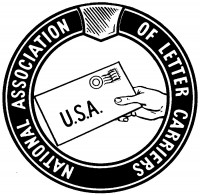 NATIONAL ASSOCIATION OF LETTER CARRIERS
U.S.A.